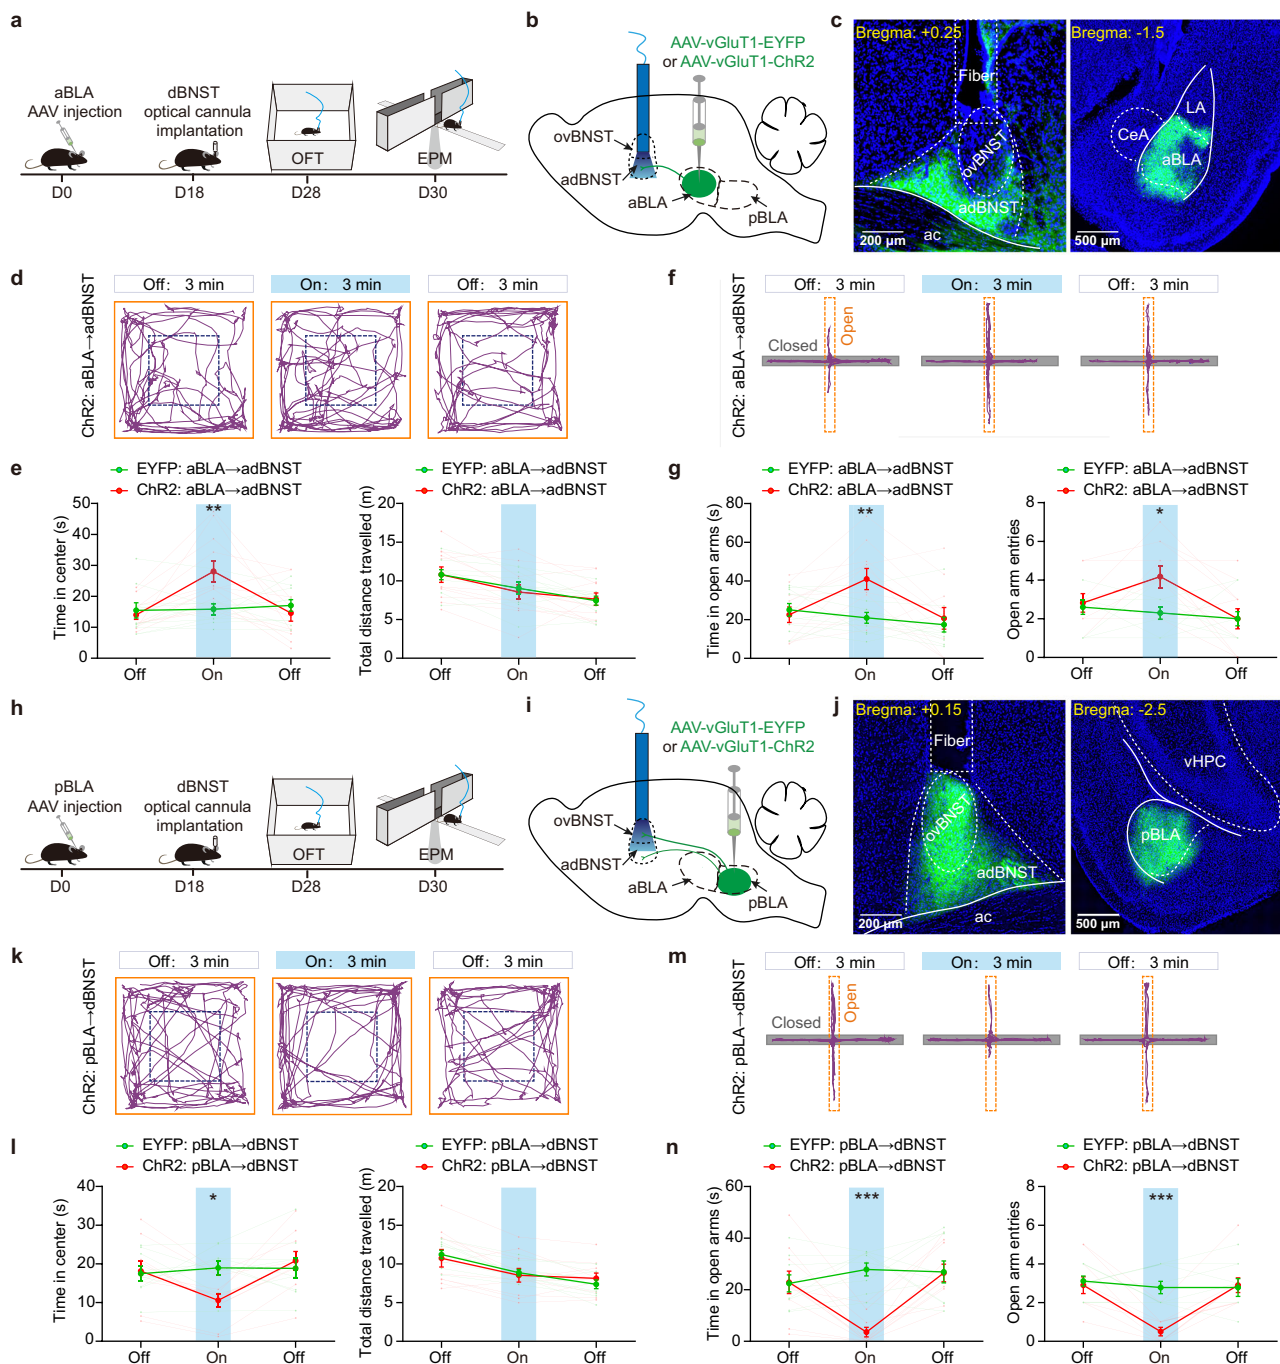 a
aBLA
AAV injection
dBNST
optical cannula
implantation
OFT
EPM
D0
D18
D28
D30
b
AAV-vGluT1-EYFP
or AAV-vGluT1-ChR2
ovBNST
adBNST
aBLA
pBLA
c
Bregma: +0.25
Fiber
ovBNST
adBNST
ac
200 µm
Bregma: -1.5
LA
CeA
aBLA
500 µm
d
ChR2: aBLA→adBNST
Off: 3 min
On: 3 min
Off: 3 min
f
ChR2: aBLA→adBNST
Off: 3 min
On: 3 min
Off: 3 min
Closed
Open
e
EYFP: aBLA→adBNST
ChR2: aBLA→adBNST
Time in center (s)
50
40
30
20
10
0
**
Off
On
Off
EYFP: aBLA→adBNST
ChR2: aBLA→adBNST
Total distance travelled (m)
20
15
10
5
0
Off
On
Off
g
EYFP: aBLA→adBNST
ChR2: aBLA→adBNST
Time in open arms (s)
80
60
40
20
0
**
Off
On
Off
EYFP: aBLA→adBNST
ChR2: aBLA→adBNST
Open arm entries
8
6
4
2
0
*
Off
On
Off
h
pBLA
AAV injection
dBNST
optical cannula
implantation
OFT
EPM
D0
D18
D28
D30
i
AAV-vGluT1-EYFP
or AAV-vGluT1-ChR2
ovBNST
adBNST
aBLA
pBLA
j
Bregma: +0.15
Fiber
ovBNST
adBNST
ac
200 µm
Bregma: -2.5
vHPC
pBLA
500 µm
k
ChR2: pBLA→dBNST
Off: 3 min
On: 3 min
Off: 3 min
m
ChR2: pBLA→dBNST
Off: 3 min
On: 3 min
Off: 3 min
Closed
Open
l
EYFP: pBLA→dBNST
ChR2: pBLA→dBNST
Time in center (s)
40
30
20
10
0
*
Off
On
Off
EYFP: pBLA→dBNST
ChR2: pBLA→dBNST
Total distance travelled (m)
20
15
10
5
0
Off
On
Off
n
EYFP: pBLA→dBNST
ChR2: pBLA→dBNST
Time in open arms (s)
60
40
20
0
***
Off
On
Off
EYFP: pBLA→dBNST
ChR2: pBLA→dBNST
Open arm entries
8
6
4
2
0
***
Off
On
Off